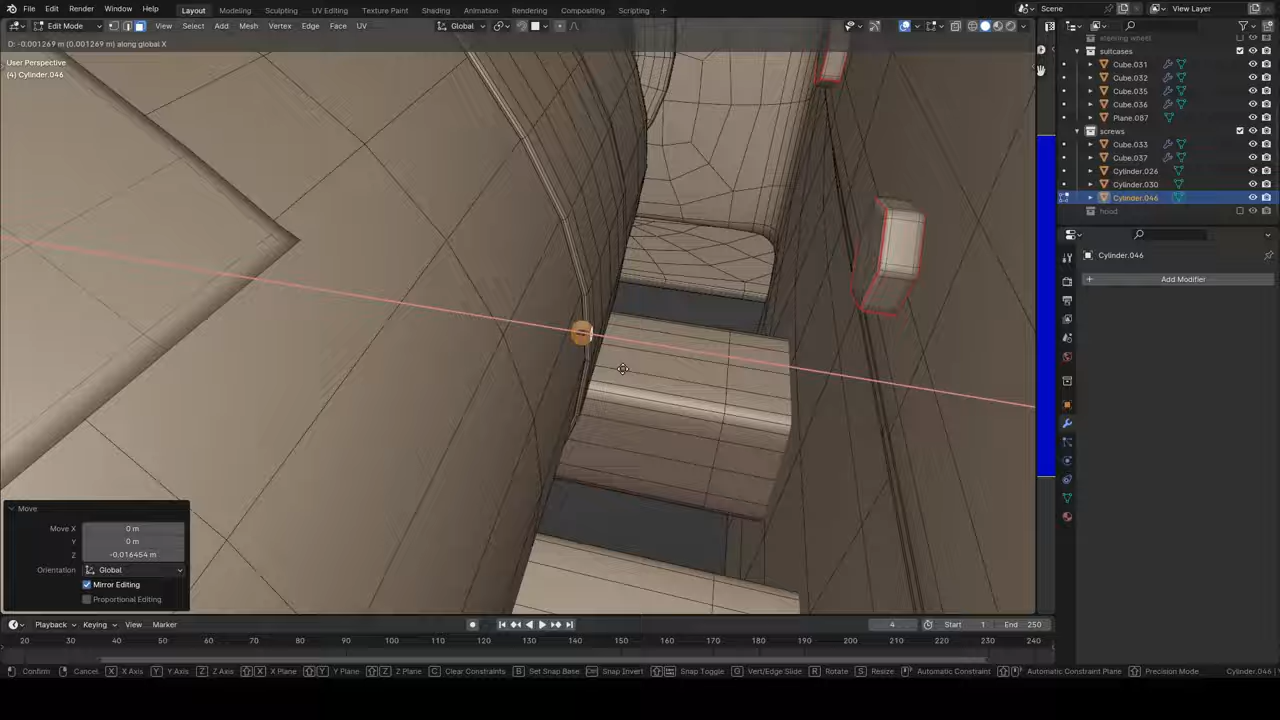 File Edit Render Window Help Layout Modeling Sculpting UV Editing Texture Paint Shading Animation Rendering Compositing Scripting + Scene View Layer
Edit Mode View Select Add Mesh Vertex Edge Face UV Global
D: -0.001269 m (0.001269 m) along global X
User Perspective
(4) Cylinder.046
steering wheel
suitcases
Cube.031
Cube.032
Cube.035
Cube.036
Plane.087
screws
Cube.033
Cube.037
Cylinder.026
Cylinder.030
Cylinder.046
hood
Cylinder.046
+ Add Modifier
Move
Move X 0 m
Y 0 m
Z -0.016454 m
Orientation Global
Mirror Editing
Proportional Editing
Playback Keying View Marker 4 Start 1 End 250
20 30 40 50 60 70 80 90 100 110 120 130 140 150 160 170 180 190 200 210 220 230 240
Confirm Cancel X X Axis Y Y Axis Z Z Axis X X Plane Y Y Plane Z Z Plane C Clear Constraints B Set Snap Base Snap Invert Snap Toggle G Vert/Edge Slide R Rotate S Resize Automatic Constraint Automatic Constraint Plane Precision Mode Cylinder.046